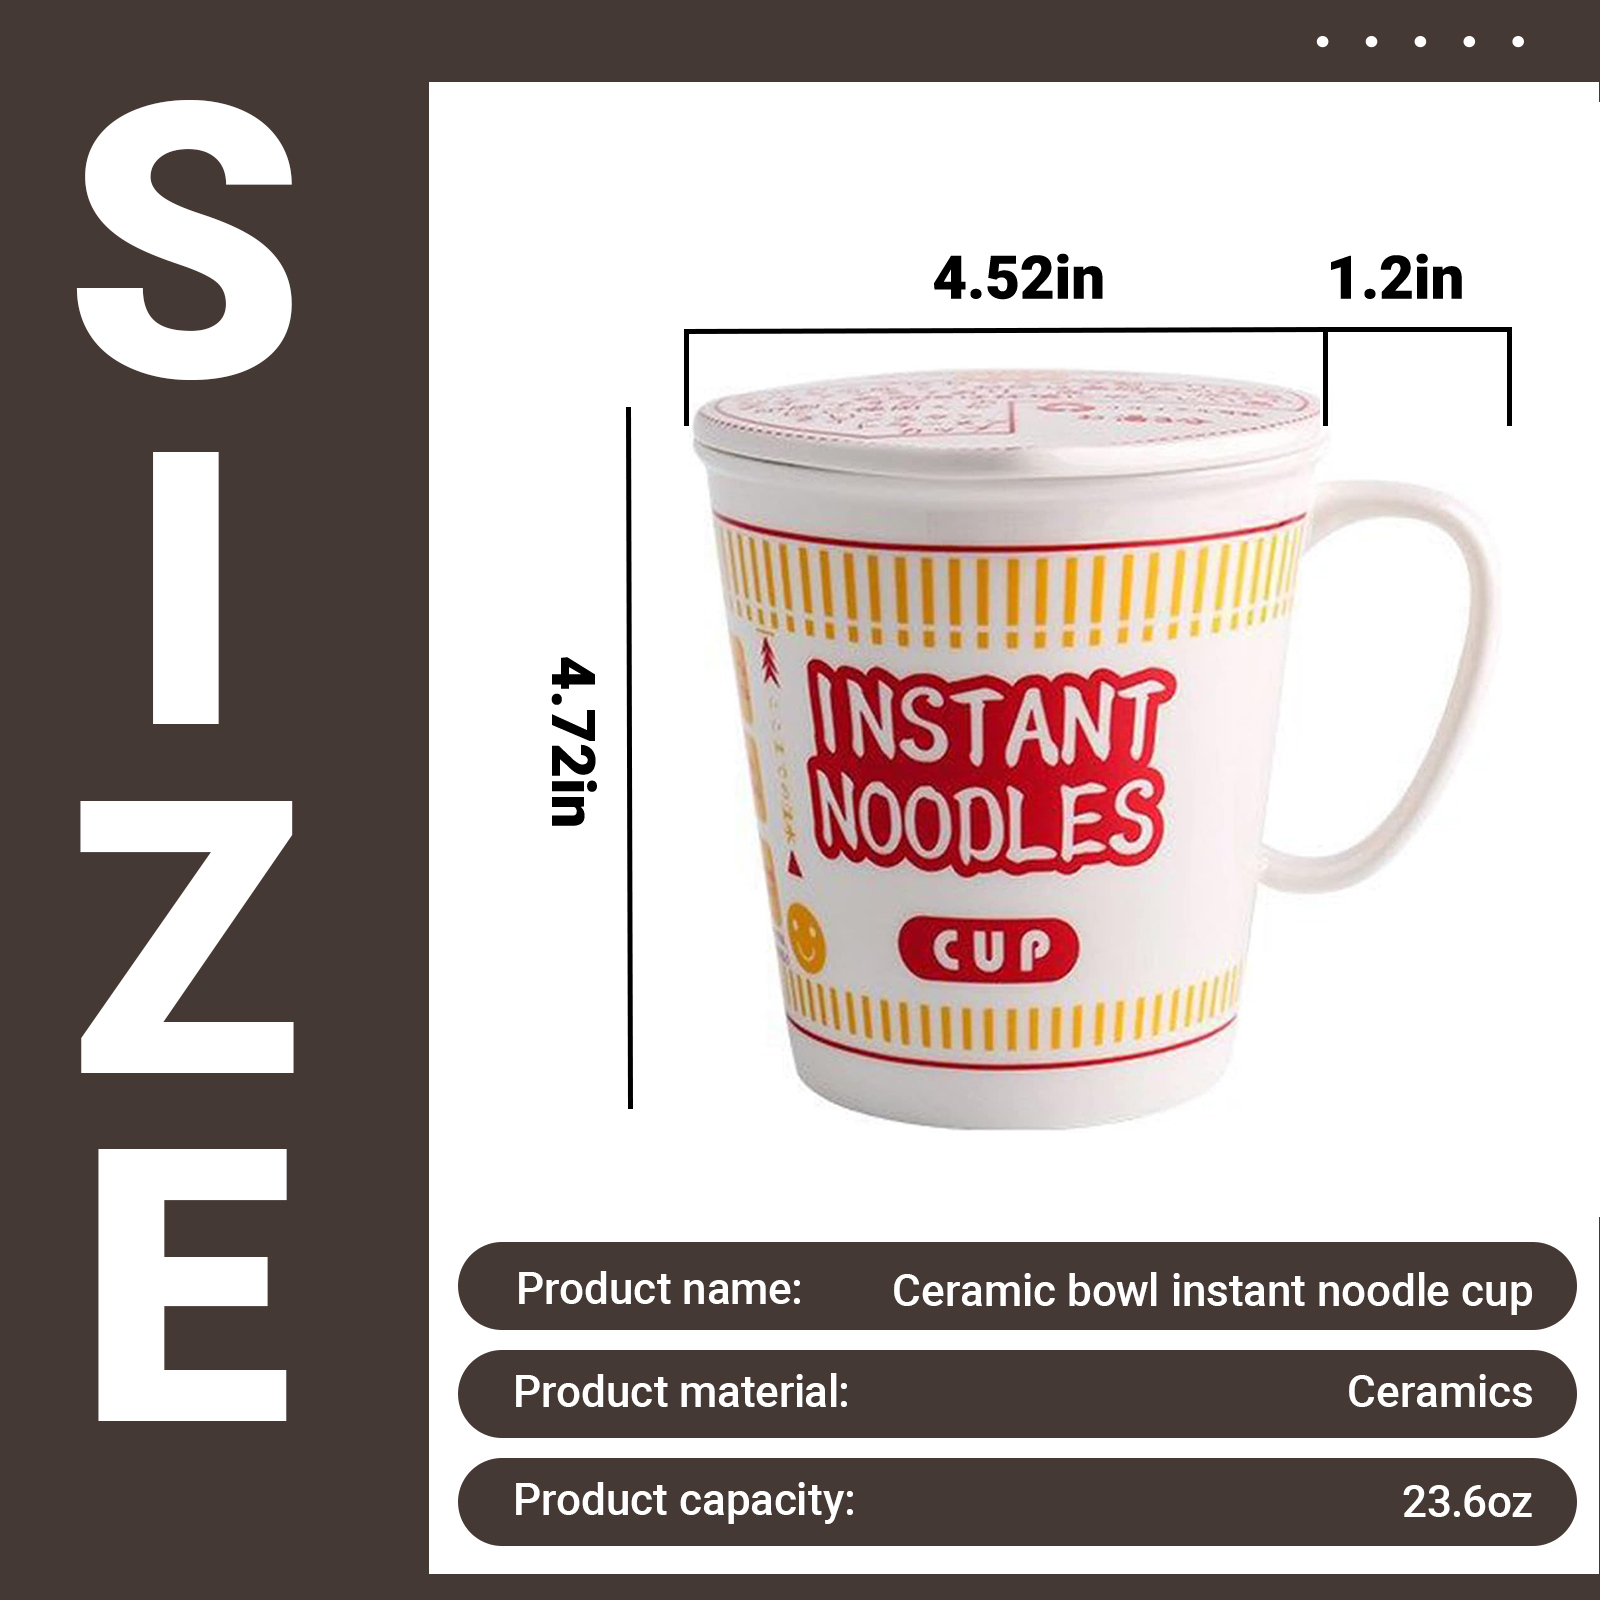 SIZE
4.52in
1.2in
4.72in
INSTANT
NOODLES
CUP
Product name: Ceramic bowl instant noodle cup
Product material: Ceramics
Product capacity: 23.6oz